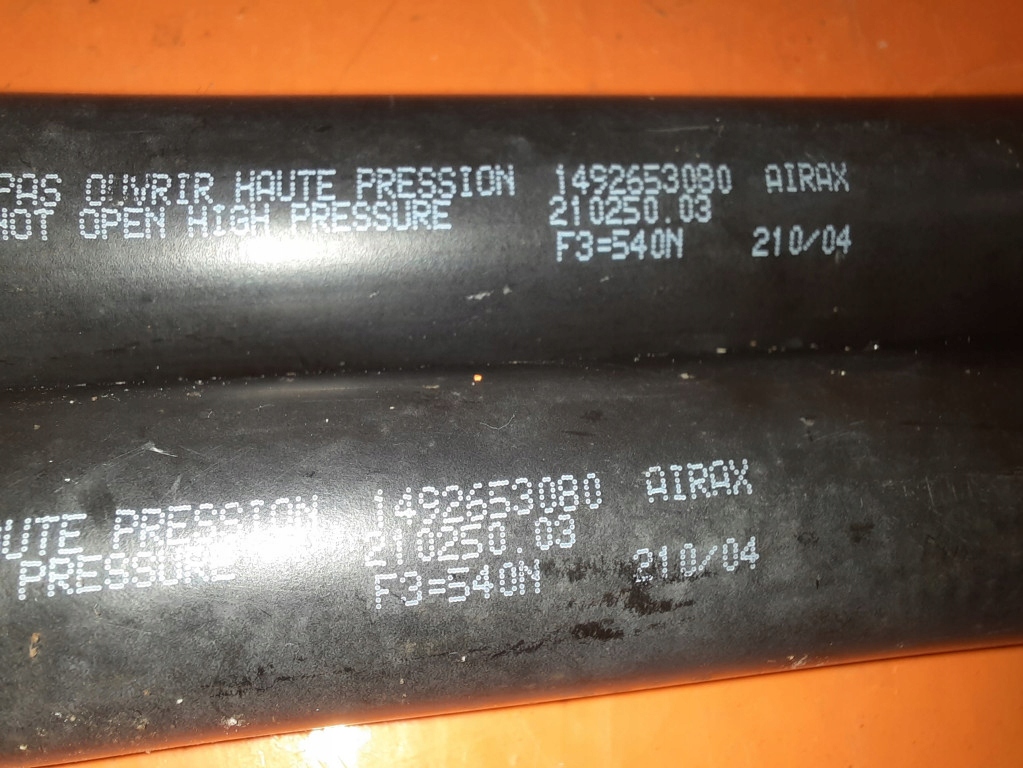 PAS OUVRIR HAUTE PRESSION 1492653080 AIRAX
NOT OPEN HIGH PRESSURE 210250.03
F3=540N 210/04
HAUTE PRESSION 1492653080 AIRAX
PRESSURE 210250.03
F3=540N 210/04